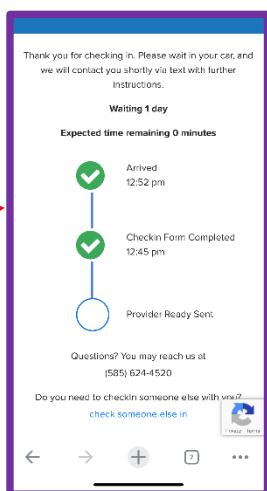 Thank you for checking in. Please wait in your car, and
we will contact you shortly via text with further
instructions.
Waiting 1 day
Expected time remaining 0 minutes
Arrived
12:52 pm
Checkin Form Completed
12:45 pm
Provider Ready Sent
Questions? You may reach us at
(585) 624-4520
Do you need to checkin someone else with you?
check someone else in
Privacy - Terms
?